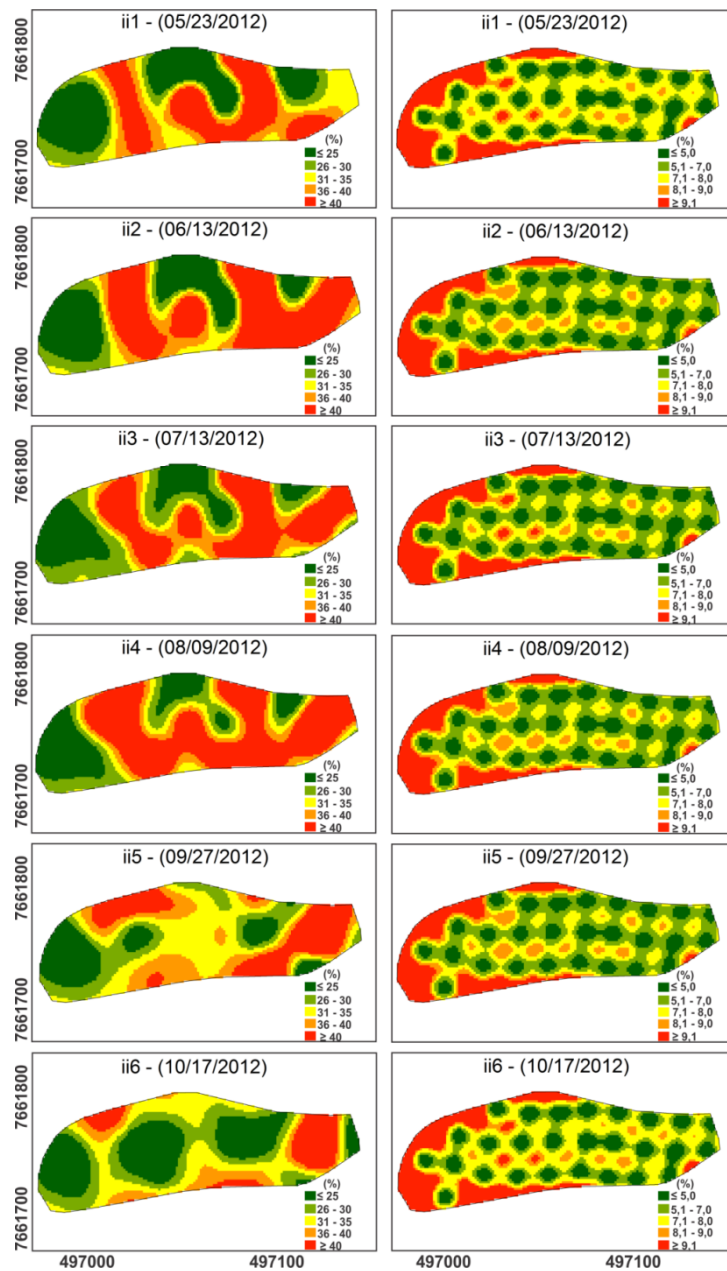 ii1 - (05/23/2012)
7661800
7661700
(%)
≤ 25
26 - 30
31 - 35
36 - 40
≥ 40
ii1 - (05/23/2012)
(%)
≤ 5,0
5,1 - 7,0
7,1 - 8,0
8,1 - 9,0
≥ 9,1
ii2 - (06/13/2012)
7661800
7661700
(%)
≤ 25
26 - 30
31 - 35
36 - 40
≥ 40
ii2 - (06/13/2012)
(%)
≤ 5,0
5,1 - 7,0
7,1 - 8,0
8,1 - 9,0
≥ 9,1
ii3 - (07/13/2012)
7661800
7661700
(%)
≤ 25
26 - 30
31 - 35
36 - 40
≥ 40
ii3 - (07/13/2012)
(%)
≤ 5,0
5,1 - 7,0
7,1 - 8,0
8,1 - 9,0
≥ 9,1
ii4 - (08/09/2012)
7661800
7661700
(%)
≤ 25
26 - 30
31 - 35
36 - 40
≥ 40
ii4 - (08/09/2012)
(%)
≤ 5,0
5,1 - 7,0
7,1 - 8,0
8,1 - 9,0
≥ 9,1
ii5 - (09/27/2012)
7661800
7661700
(%)
≤ 25
26 - 30
31 - 35
36 - 40
≥ 40
ii5 - (09/27/2012)
(%)
≤ 5,0
5,1 - 7,0
7,1 - 8,0
8,1 - 9,0
≥ 9,1
ii6 - (10/17/2012)
7661800
7661700
(%)
≤ 25
26 - 30
31 - 35
36 - 40
≥ 40
ii6 - (10/17/2012)
(%)
≤ 5,0
5,1 - 7,0
7,1 - 8,0
8,1 - 9,0
≥ 9,1
497000 497100 497000 497100